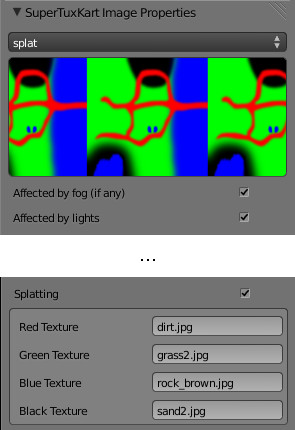 SuperTuxKart Image Properties
splat
Affected by fog (if any)
Affected by lights
...
Splatting
Red Texture dirt.jpg
Green Texture grass2.jpg
Blue Texture rock_brown.jpg
Black Texture sand2.jpg